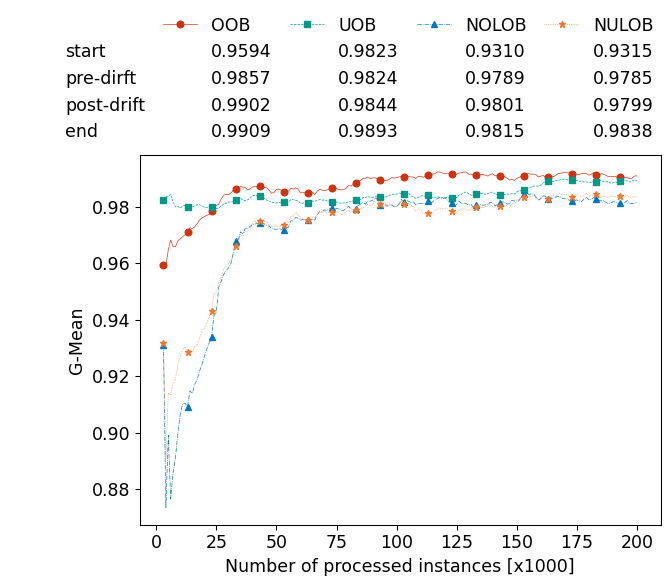 OOB UOB NOLOB NULOB
start 0.9594 0.9823 0.9310 0.9315
pre-dirft 0.9857 0.9824 0.9789 0.9785
post-drift 0.9902 0.9844 0.9801 0.9799
end 0.9909 0.9893 0.9815 0.9838
0.98
0.96
0.94
0.92
0.90
0.88
G-Mean
0 25 50 75 100 125 150 175 200
Number of processed instances [x1000]